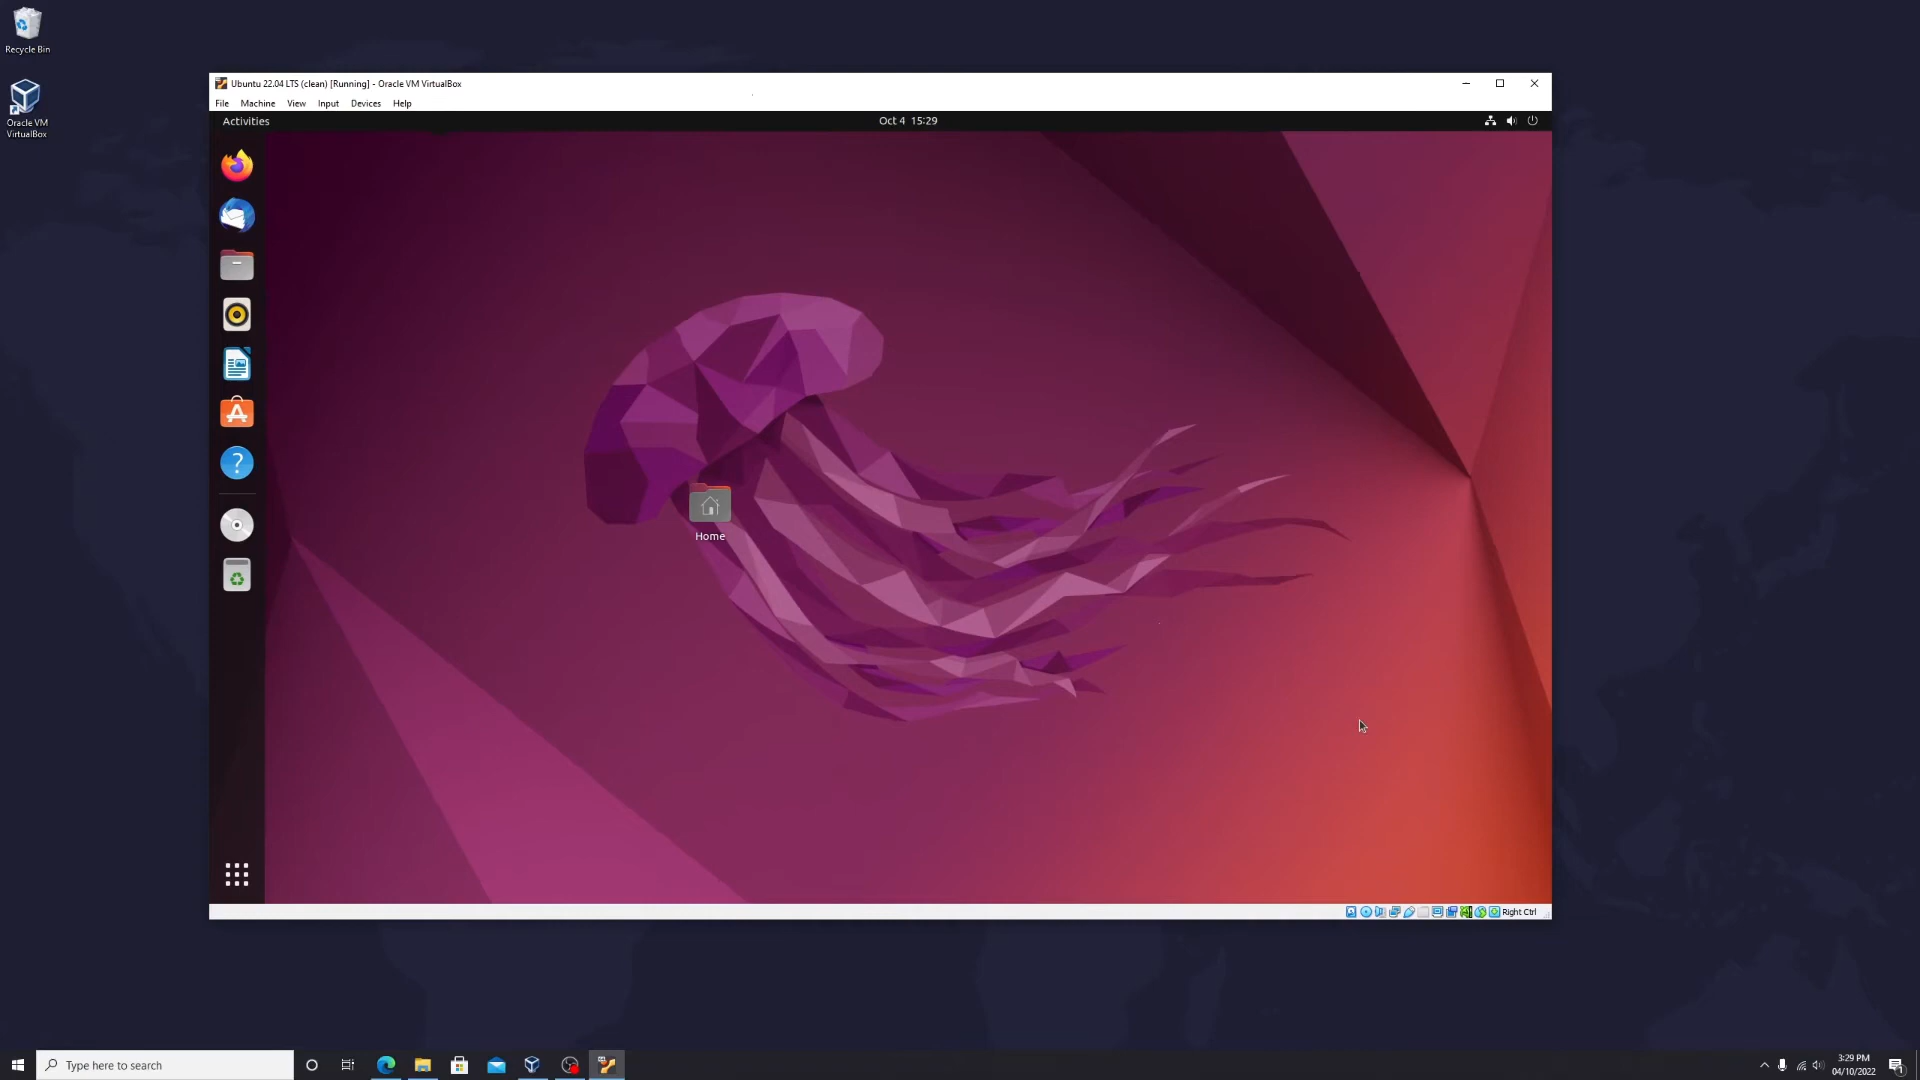 Recycle Bin
Oracle VM
VirtualBox
Ubuntu 22.04 LTS (clean) [Running] - Oracle VM VirtualBox
File Machine View Input Devices Help
Activities
Oct 4 15:29
?
Home
Right Ctrl
Type here to search
3:29 PM
04/10/2022
1